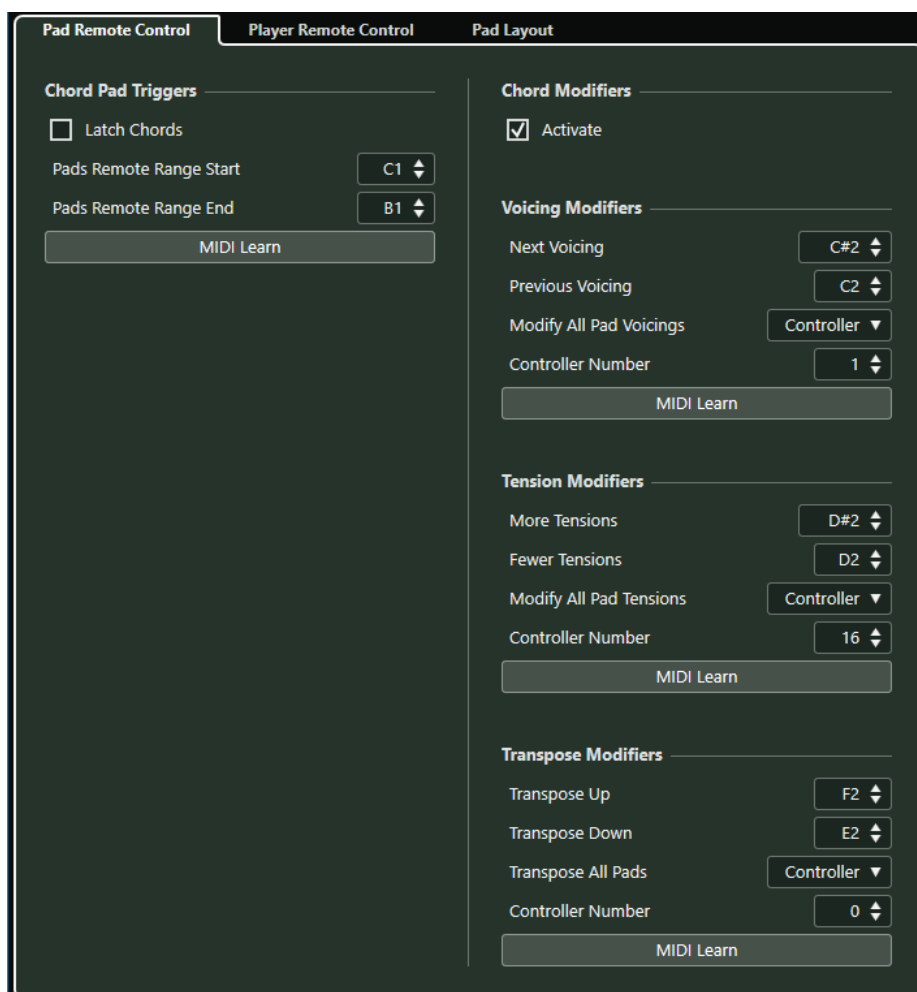 Pad Remote Control Player Remote Control Pad Layout
Chord Pad Triggers
Latch Chords
Pads Remote Range Start C1
Pads Remote Range End B1
MIDI Learn
Chord Modifiers
Activate
Voicing Modifiers
Next Voicing C#2
Previous Voicing C2
Modify All Pad Voicings Controller
Controller Number 1
MIDI Learn
Tension Modifiers
More Tensions D#2
Fewer Tensions D2
Modify All Pad Tensions Controller
Controller Number 16
MIDI Learn
Transpose Modifiers
Transpose Up F2
Transpose Down E2
Transpose All Pads Controller
Controller Number 0
MIDI Learn